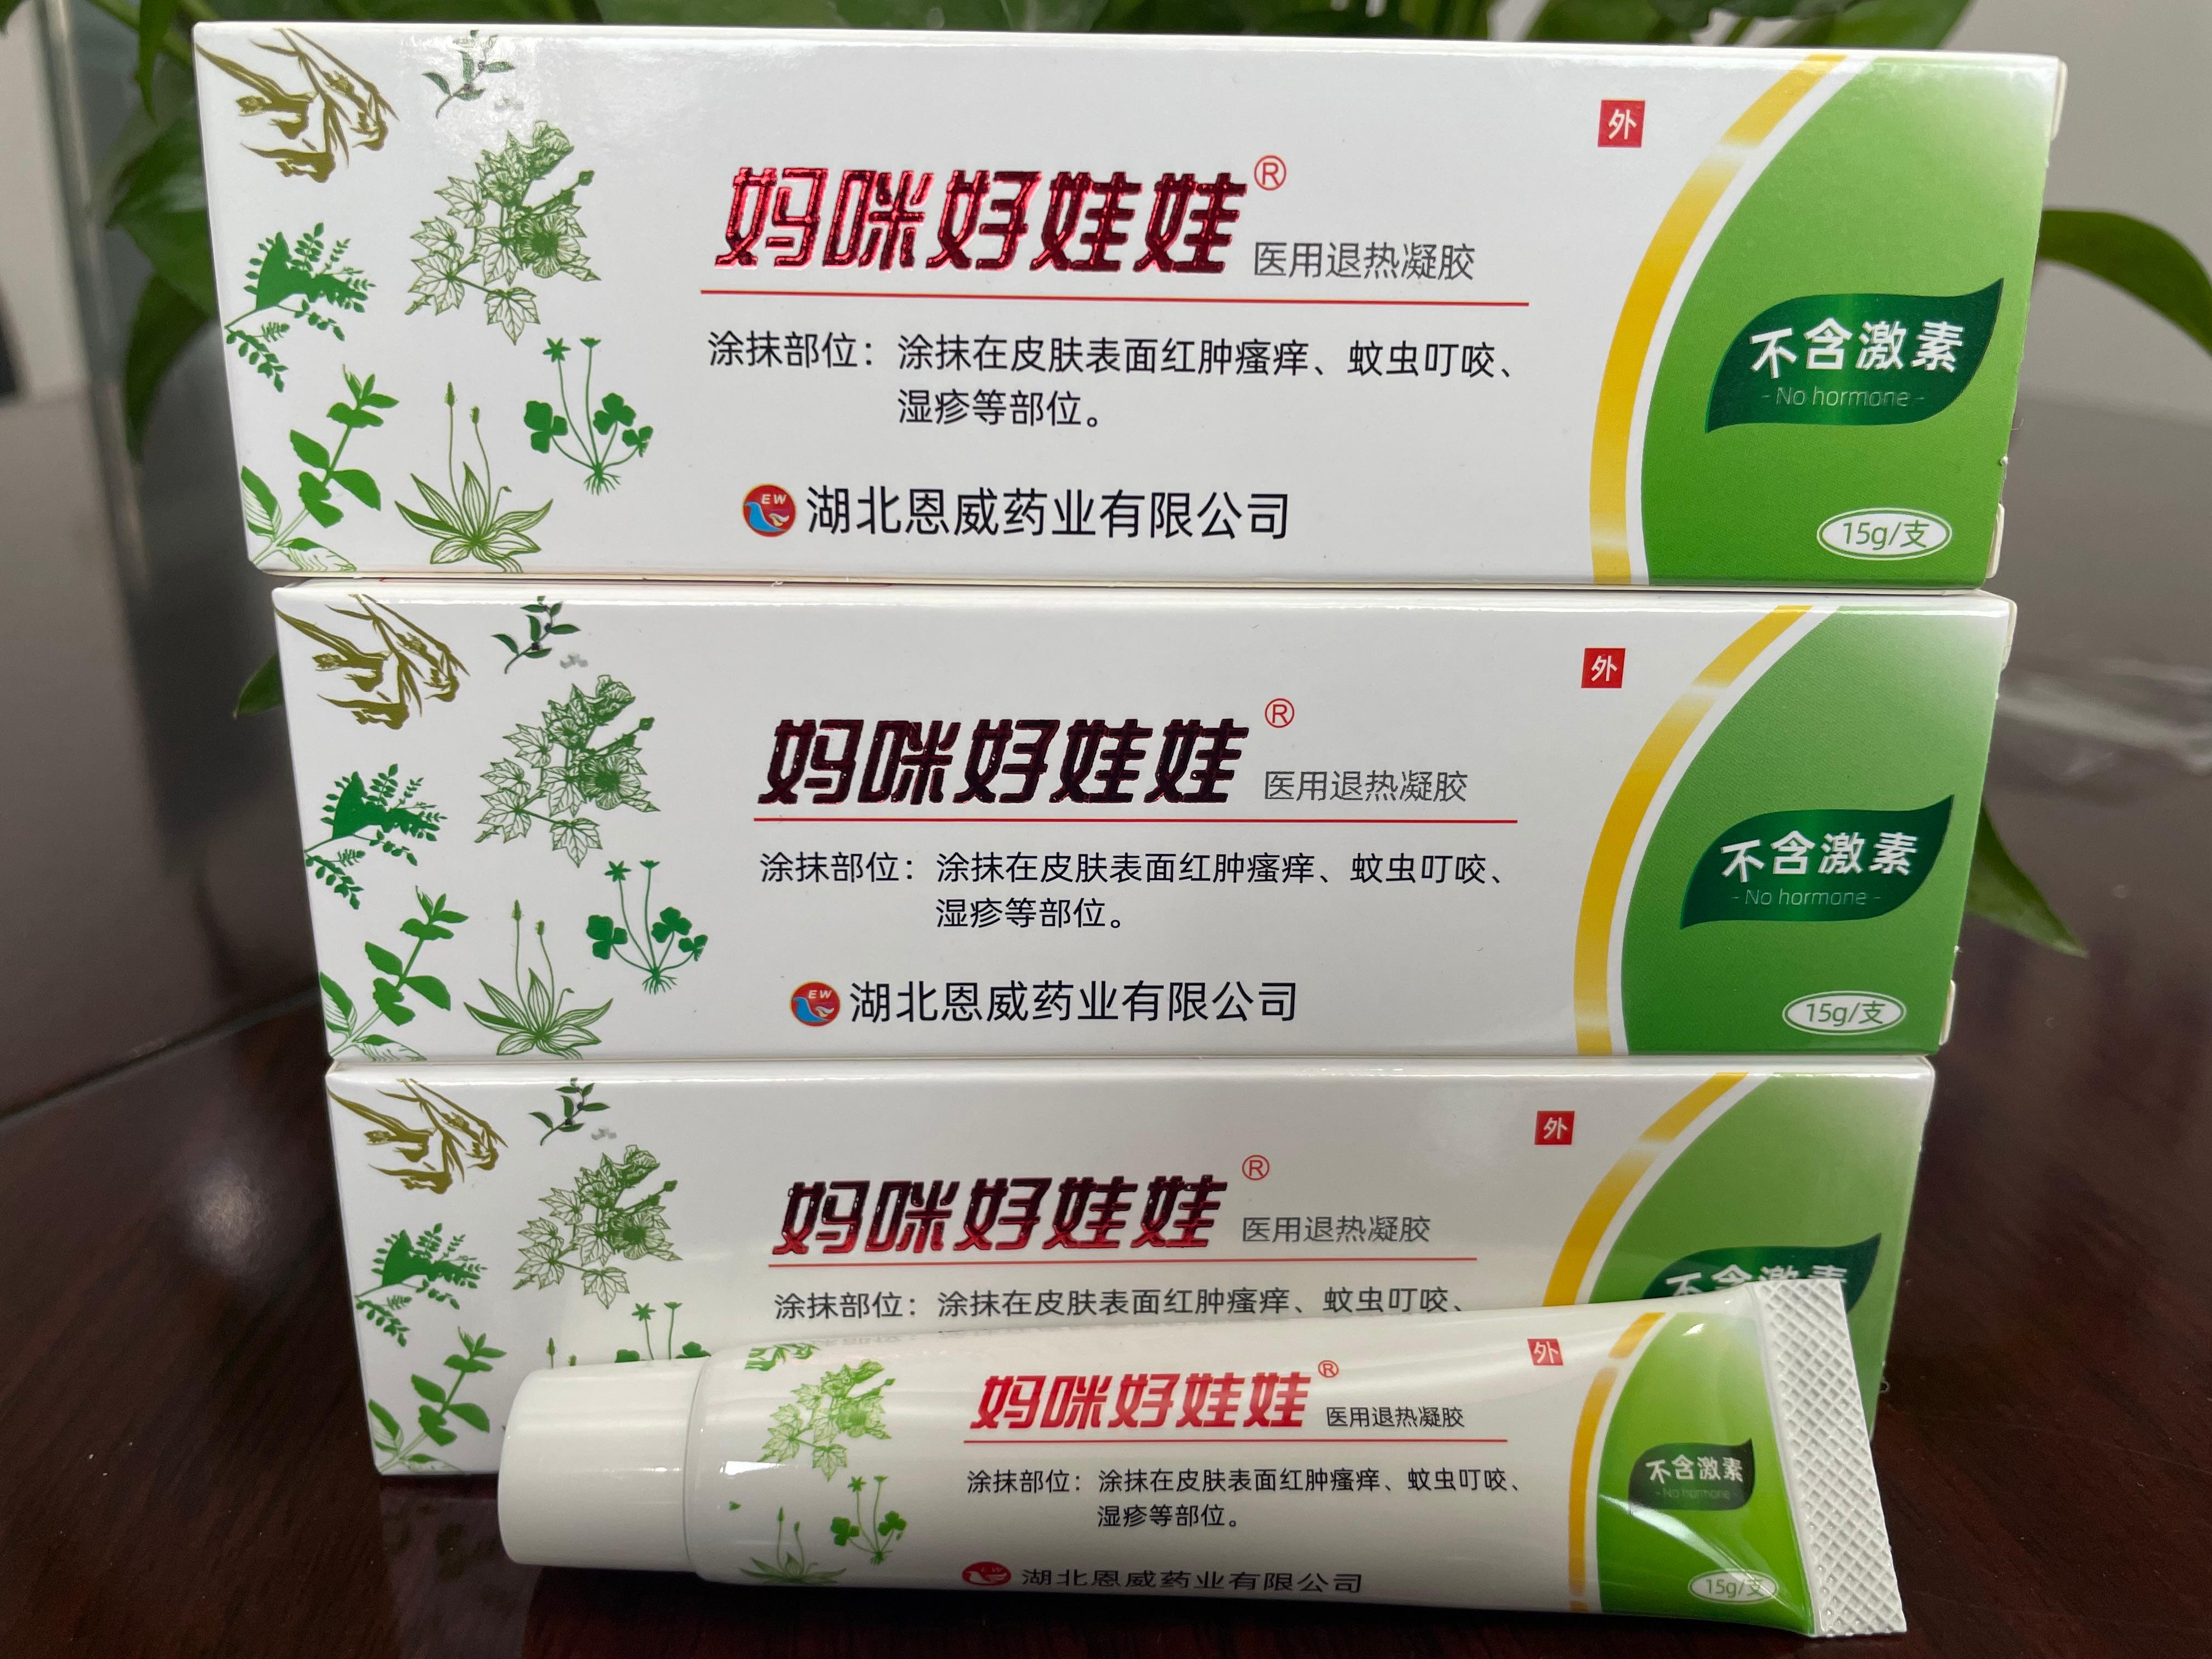 外
妈咪好娃娃®
医用退热凝胶
涂抹部位：涂抹在皮肤表面红肿瘙痒、蚊虫叮咬、
湿疹等部位。
EW 湖北恩威药业有限公司
不含激素
- No hormone -
15g/支
外
妈咪好娃娃®
医用退热凝胶
涂抹部位：涂抹在皮肤表面红肿瘙痒、蚊虫叮咬、
湿疹等部位。
EW 湖北恩威药业有限公司
不含激素
- No hormone -
15g/支
外
妈咪好娃娃®
医用退热凝胶
涂抹部位：涂抹在皮肤表面红肿瘙痒、蚊虫叮咬、
不含激素
外
妈咪好娃娃®
医用退热凝胶
涂抹部位：涂抹在皮肤表面红肿瘙痒、蚊虫叮咬、
湿疹等部位。
EW 湖北恩威药业有限公司
不含激素
- No hormone -
15g/支